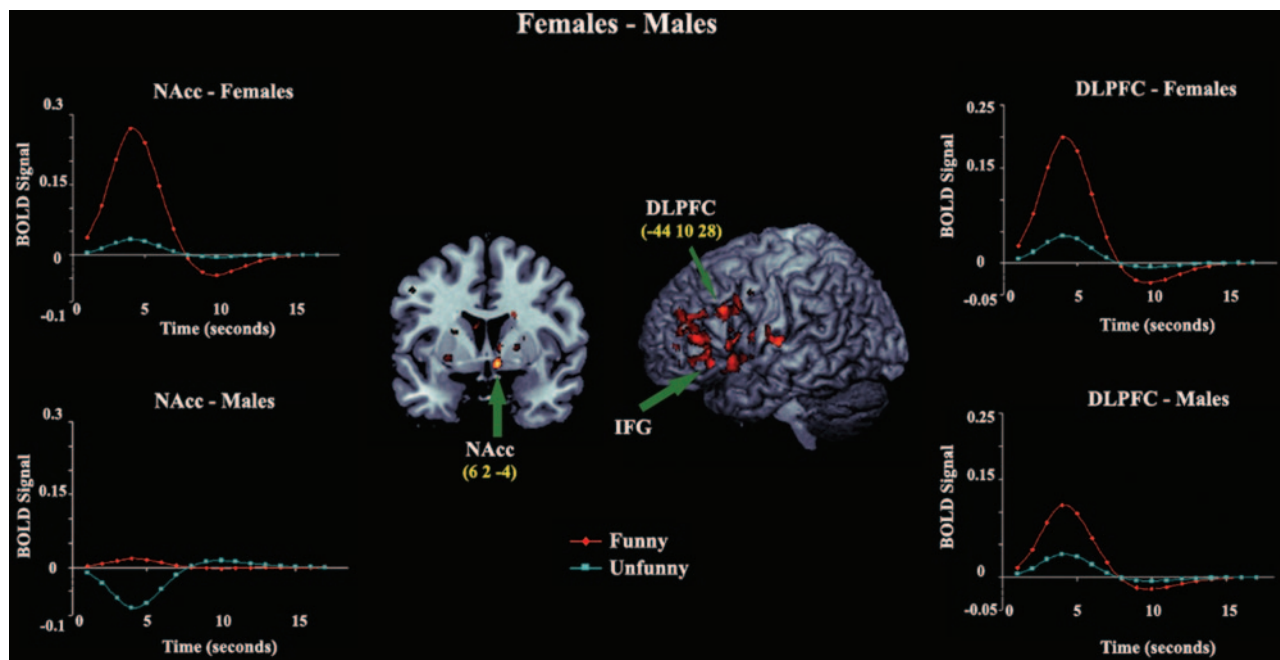 Females - Males
NAcc - Females
0.3
0.15
0
-0.1
BOLD Signal
0 5 10 15
Time (seconds)
NAcc - Males
0.3
0.15
0
-0.1
BOLD Signal
0 5 10 15
Time (seconds)
NAcc
(6 2 -4)
DLPFC
(-44 10 28)
IFG
Funny
Unfunny
DLPFC - Females
0.25
0.15
0
-0.05
BOLD Signal
0 5 10 15
Time (seconds)
DLPFC - Males
0.25
0.15
0
-0.05
BOLD Signal
0 5 10 15
Time (seconds)